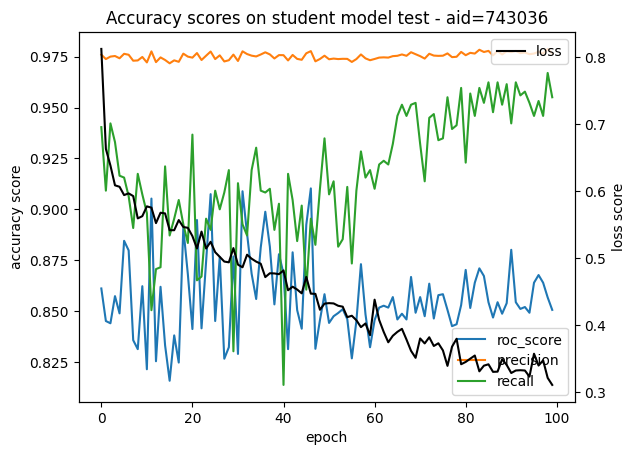 Accuracy scores on student model test - aid=743036
accuracy score
0.975
0.950
0.925
0.900
0.875
0.850
0.825
0
20
40
60
80
100
epoch
0.8
0.7
0.6
0.5
0.4
0.3
loss score
loss
roc_score
precision
recall